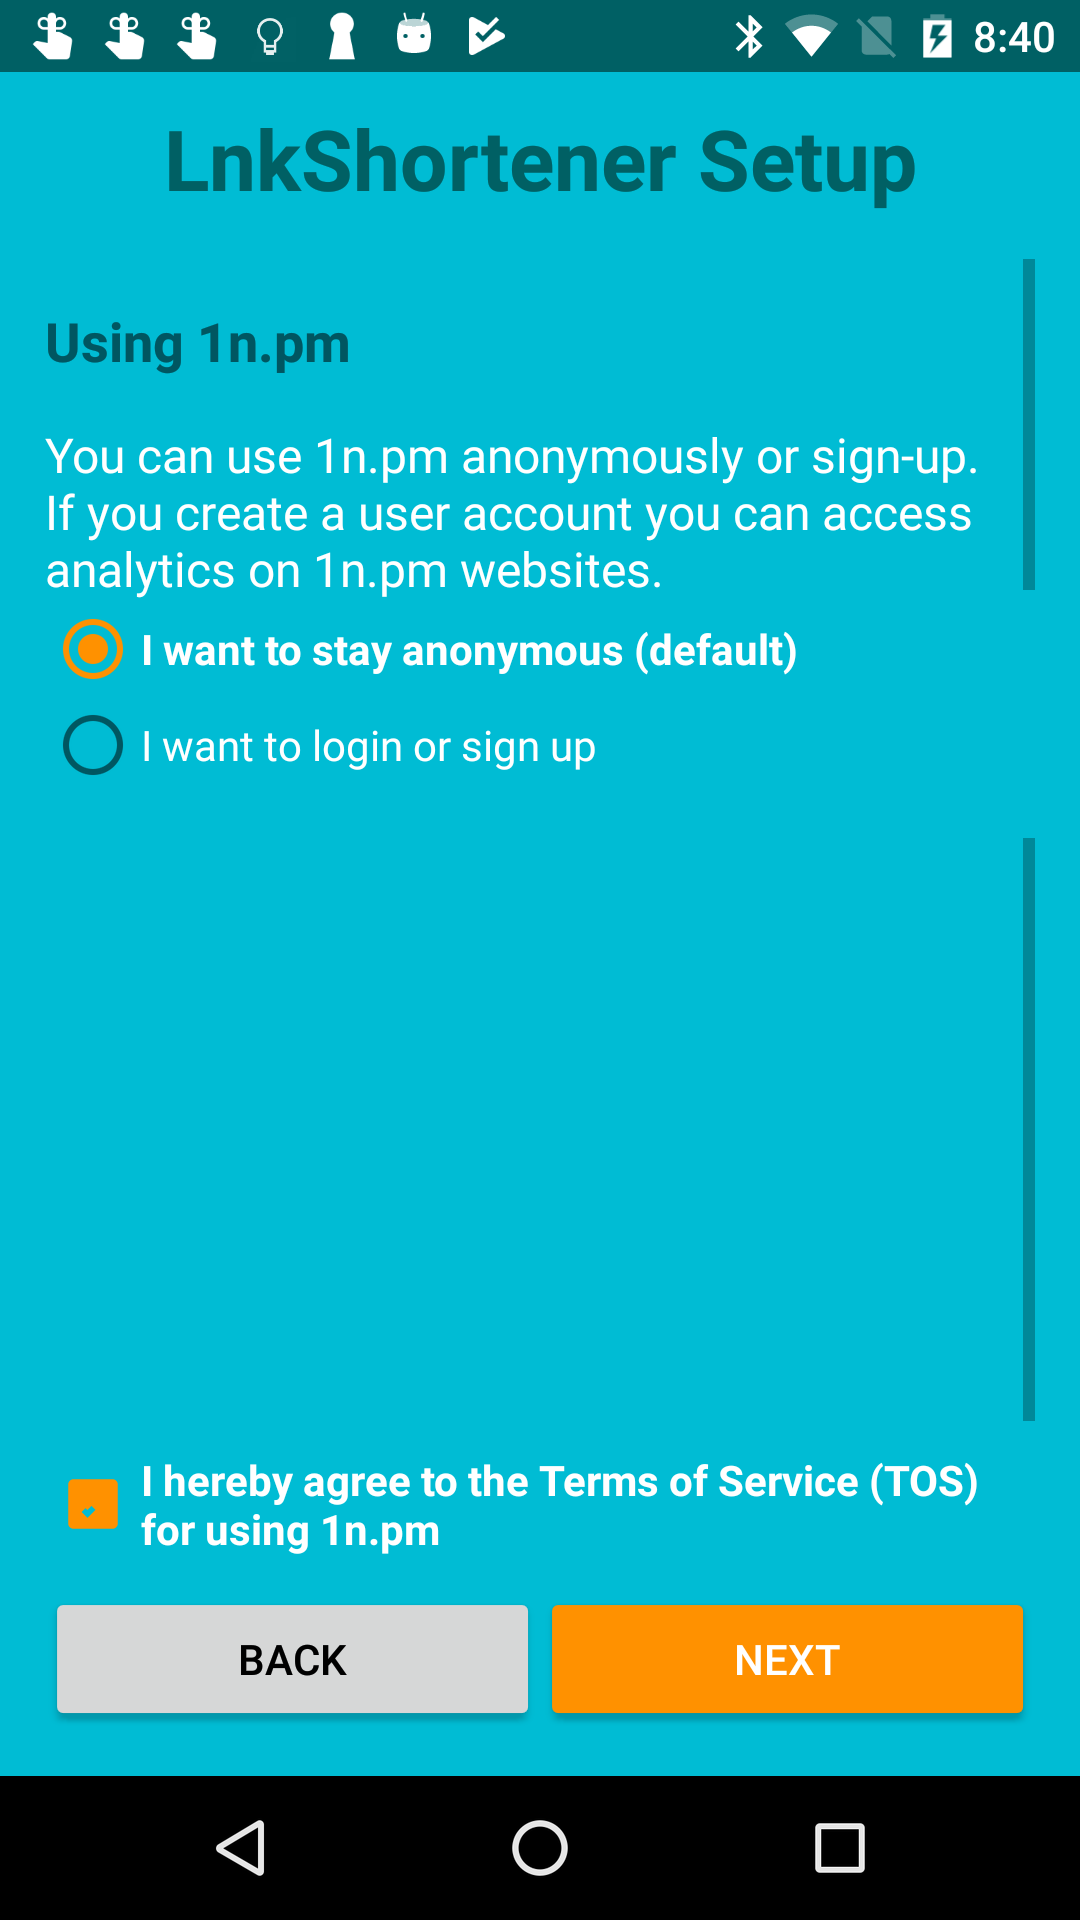 8:40
LnkShortener Setup
Using 1n.pm
You can use 1n.pm anonymously or sign-up.
If you create a user account you can access
analytics on 1n.pm websites.
I want to stay anonymous (default)
I want to login or sign up
I hereby agree to the Terms of Service (TOS)
for using 1n.pm
BACK
NEXT